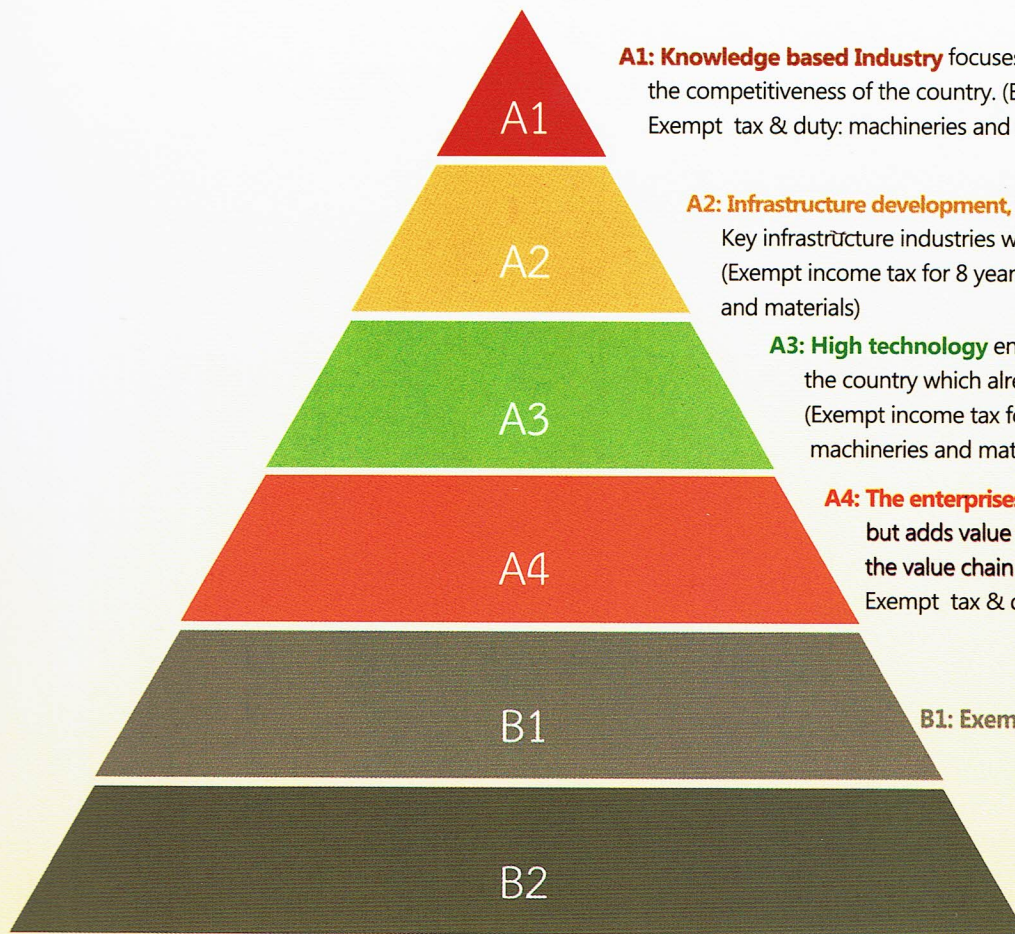 A1
A1: Knowledge based Industry focuses
the competitiveness of the country. (E
Exempt tax & duty: machineries and
A2
A2: Infrastructure development,
Key infrastructure industries w
(Exempt income tax for 8 year
and materials)
A3
A3: High technology en
the country which alre
(Exempt income tax fo
machineries and mat
A4
A4: The enterprises
but adds value
the value chain
Exempt tax & d
B1
B1: Exem
B2